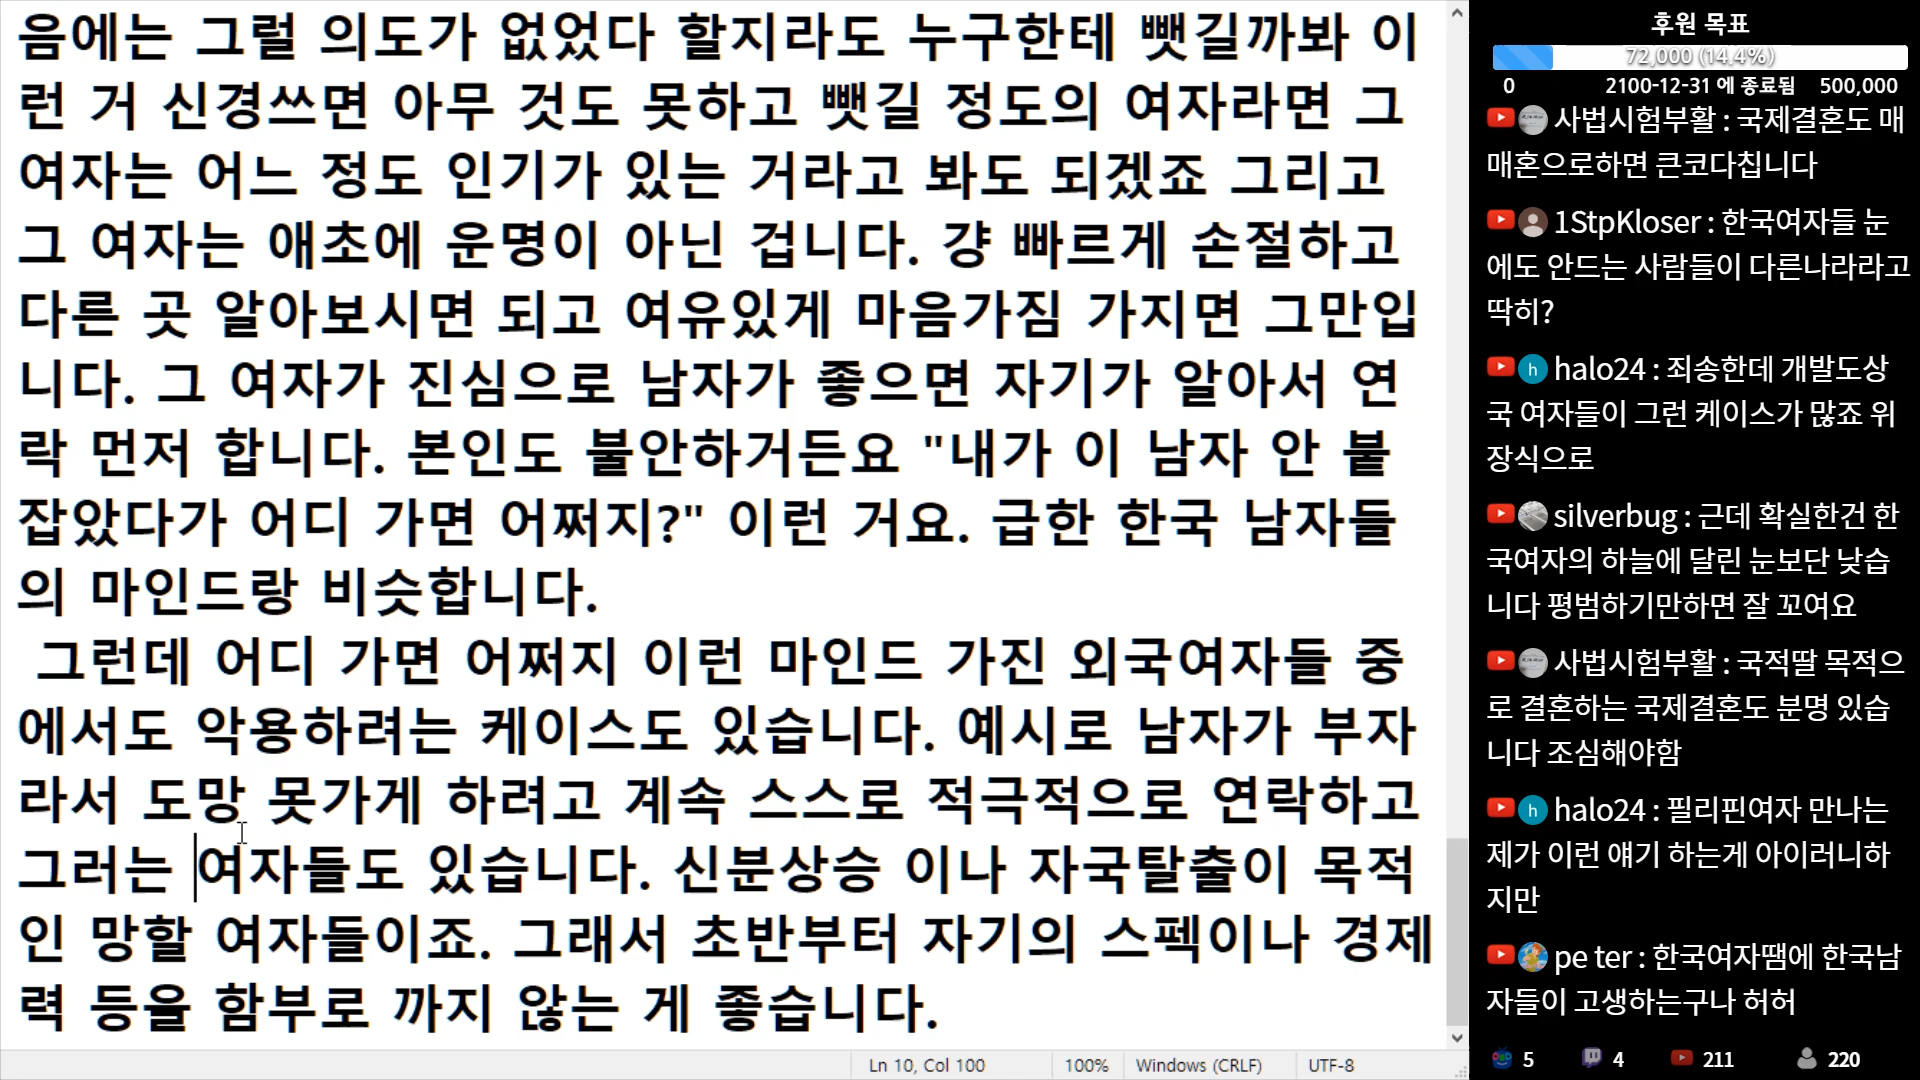 음에는 그럴 의도가 없었다 할지라도 누구한테 뺏길까봐 이
런 거 신경쓰면 아무 것도 못하고 뺏길 정도의 여자라면 그
여자는 어느 정도 인기가 있는 거라고 봐도 되겠죠 그리고
그 여자는 애초에 운명이 아닌 겁니다. 걍 빠르게 손절하고
다른 곳 알아보시면 되고 여유있게 마음가짐 가지면 그만입
니다. 그 여자가 진심으로 남자가 좋으면 자기가 알아서 연
락 먼저 합니다. 본인도 불안하거든요 "내가 이 남자 안 붙
잡았다가 어디 가면 어쩌지?" 이런 거요. 급한 한국 남자들
의 마인드랑 비슷합니다.
그런데 어디 가면 어쩌지 이런 마인드 가진 외국여자들 중
에서도 악용하려는 케이스도 있습니다. 예시로 남자가 부자
라서 도망 못가게 하려고 계속 스스로 적극적으로 연락하고
그러는 여자들도 있습니다. 신분상승 이나 자국탈출이 목적
인 망할 여자들이죠. 그래서 초반부터 자기의 스펙이나 경제
력 등을 함부로 까지 않는 게 좋습니다.
Ln 10, Col 100
100%
Windows (CRLF)
UTF-8
후원 목표
72,000 (14.4%)
0 2100-12-31 에 종료됨 500,000
사법시험부활 : 국제결혼도 매
매혼으로하면 큰코다칩니다
1StpKloser : 한국여자들 눈
에도 안드는 사람들이 다른나라라고
딱히?
h halo24 : 죄송한데 개발도상
국 여자들이 그런 케이스가 많죠 위
장식으로
silverbug : 근데 확실한건 한
국여자의 하늘에 달린 눈보단 낮습
니다 평범하기만하면 잘 꼬여요
사법시험부활 : 국적딸 목적으
로 결혼하는 국제결혼도 분명 있습
니다 조심해야함
h halo24 : 필리핀여자 만나는
제가 이런 얘기 하는게 아이러니하
지만
pe ter : 한국여자땜에 한국남
자들이 고생하는구나 허허
5 4 211 220